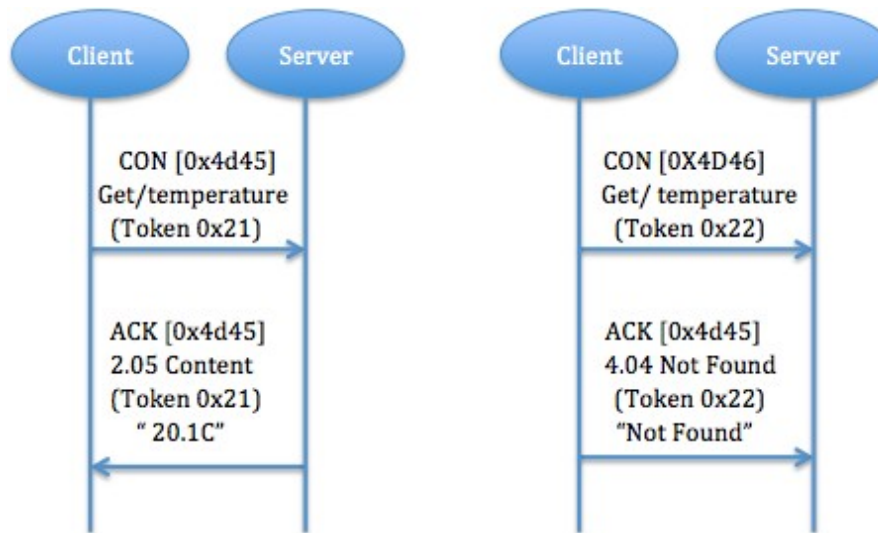 Client
Server
CON [0x4d45]
Get/temperature
(Token 0x21)
ACK [0x4d45]
2.05 Content
(Token 0x21)
“ 20.1C”
Client
Server
CON [0X4D46]
Get/ temperature
(Token 0x22)
ACK [0x4d45]
4.04 Not Found
(Token 0x22)
“Not Found”